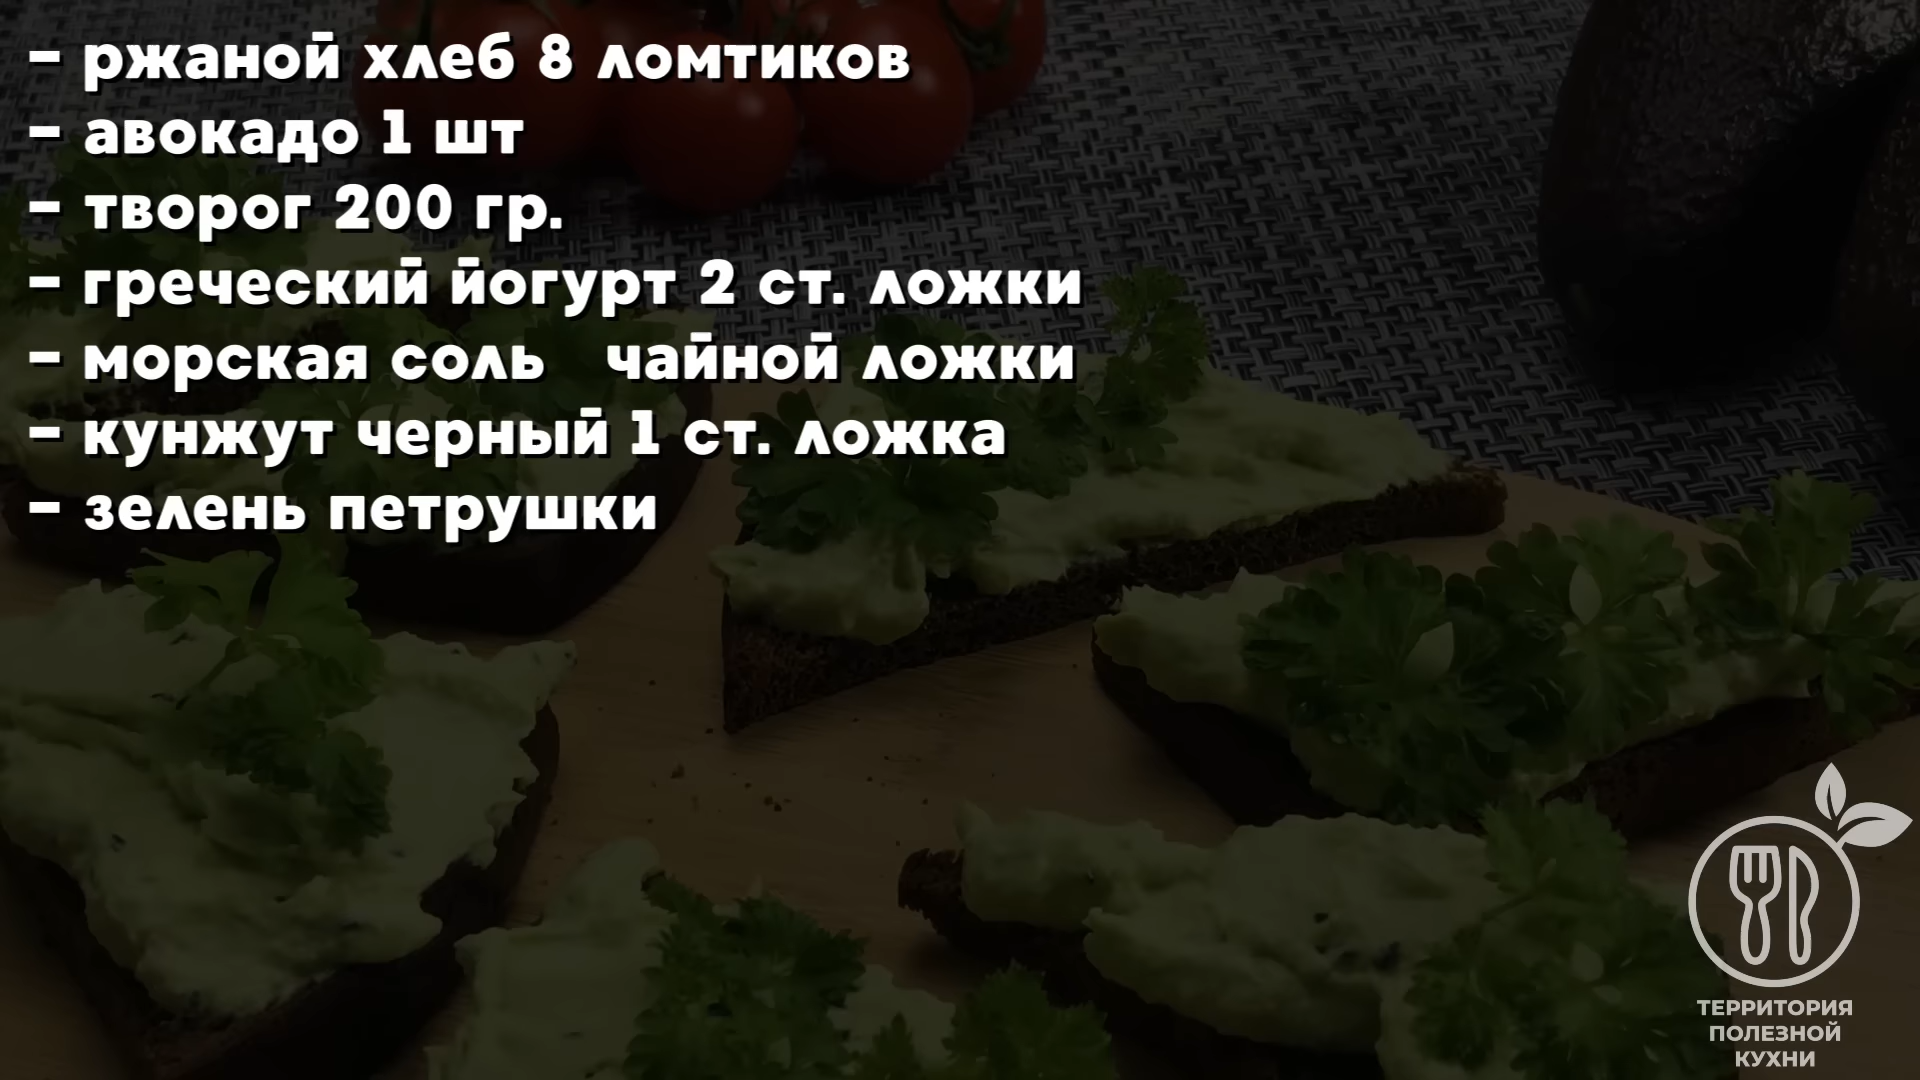 - ржаной хлеб 8 ломтиков
- авокадо 1 шт
- творог 200 гр.
- греческий йогурт 2 ст. ложки
- морская соль   чайной ложки
- кунжут черный 1 ст. ложка
- зелень петрушки
ТЕРРИТОРИЯ
ПОЛЕЗНОЙ
КУХНИ